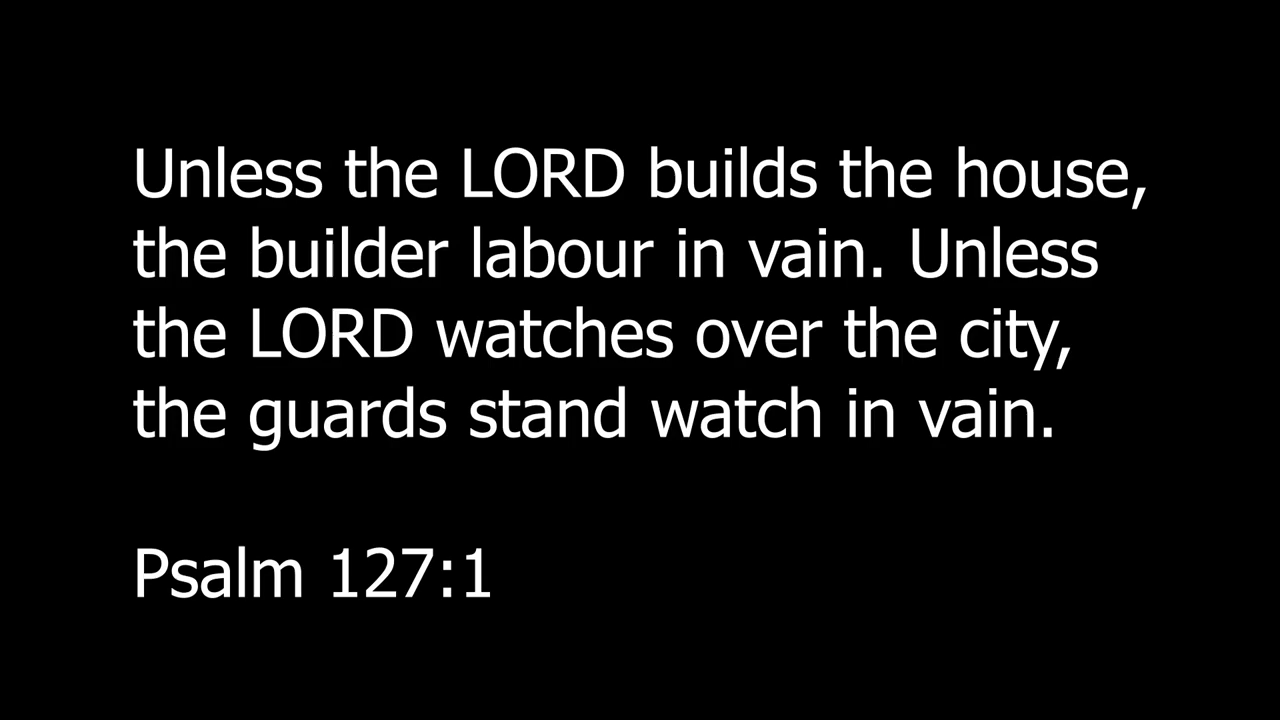 Unless the LORD builds the house,
the builder labour in vain. Unless
the LORD watches over the city,
the guards stand watch in vain.
Psalm 127:1